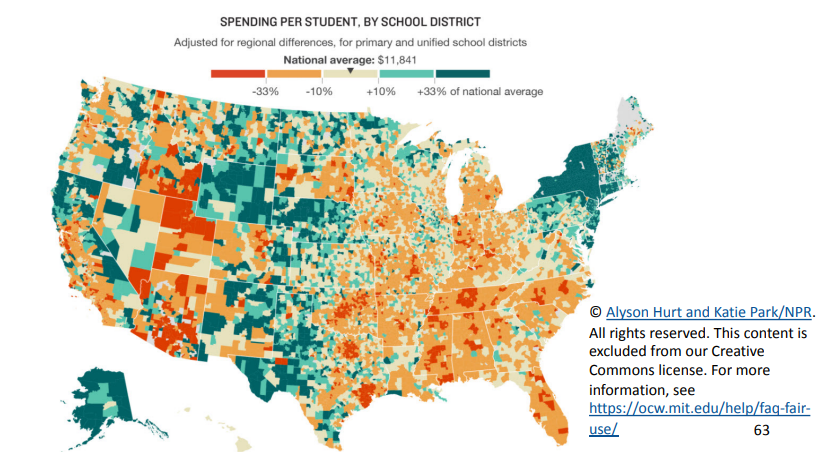 SPENDING PER STUDENT, BY SCHOOL DISTRICT
Adjusted for regional differences, for primary and unified school districts
National average: $11,841
-33% -10% +10% +33% of national average
© Alyson Hurt and Katie Park/NPR.
All rights reserved. This content is
excluded from our Creative
Commons license. For more
information, see
https://ocw.mit.edu/help/faq-fair-
use/ 63